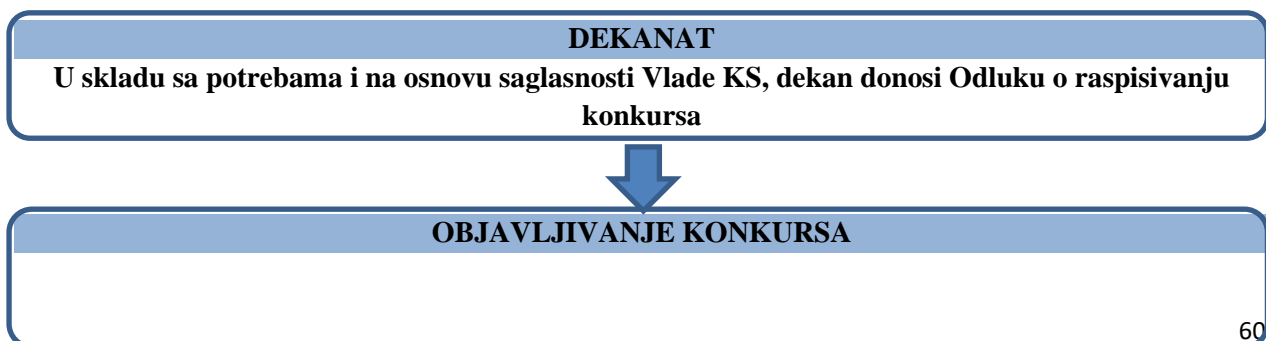 DEKANAT
U skladu sa potrebama i na osnovu saglasnosti Vlade KS, dekan donosi Odluku o raspisivanju
konkursa
OBJAVLJIVANJE KONKURSA
60